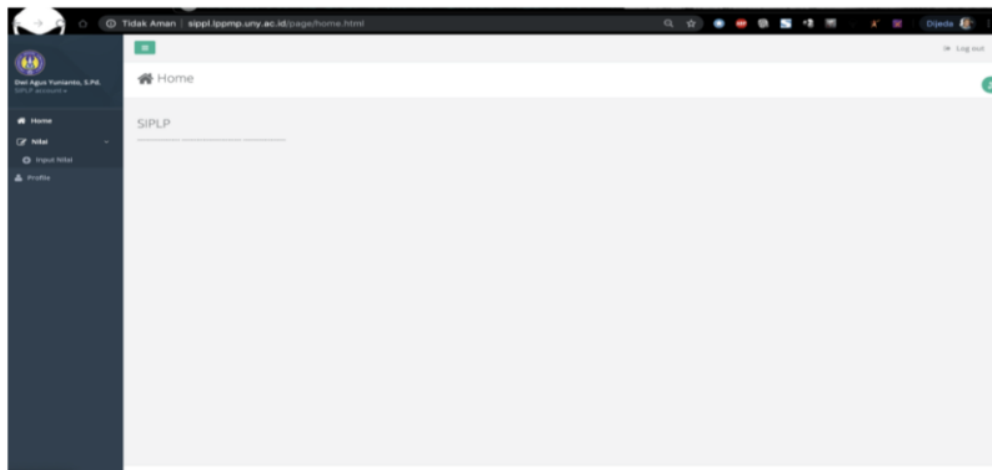 Tidak Aman | sippl.lppmp.uny.ac.id/page/home.html
Dijeda
Log out
Dwi Agus Yunianto, S.Pd.
SIPLP account
Home
Home
Nilai
Input Nilai
Profile
SIPLP